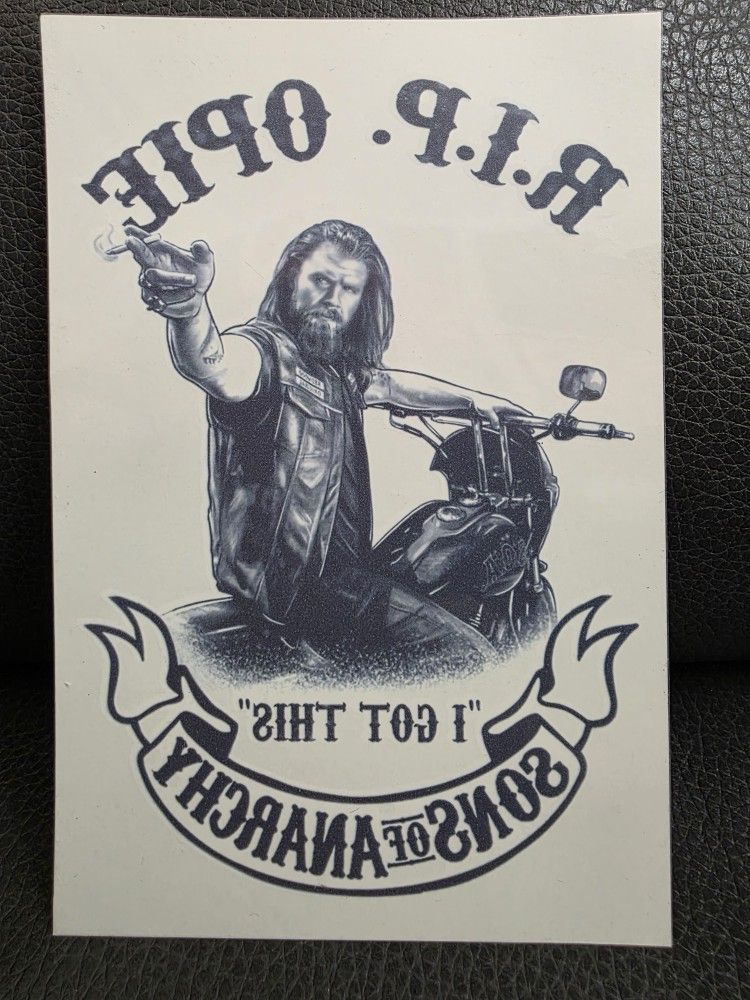 R.I.P. OPIE
"I GOT THIS"
SONS OF ANARCHY